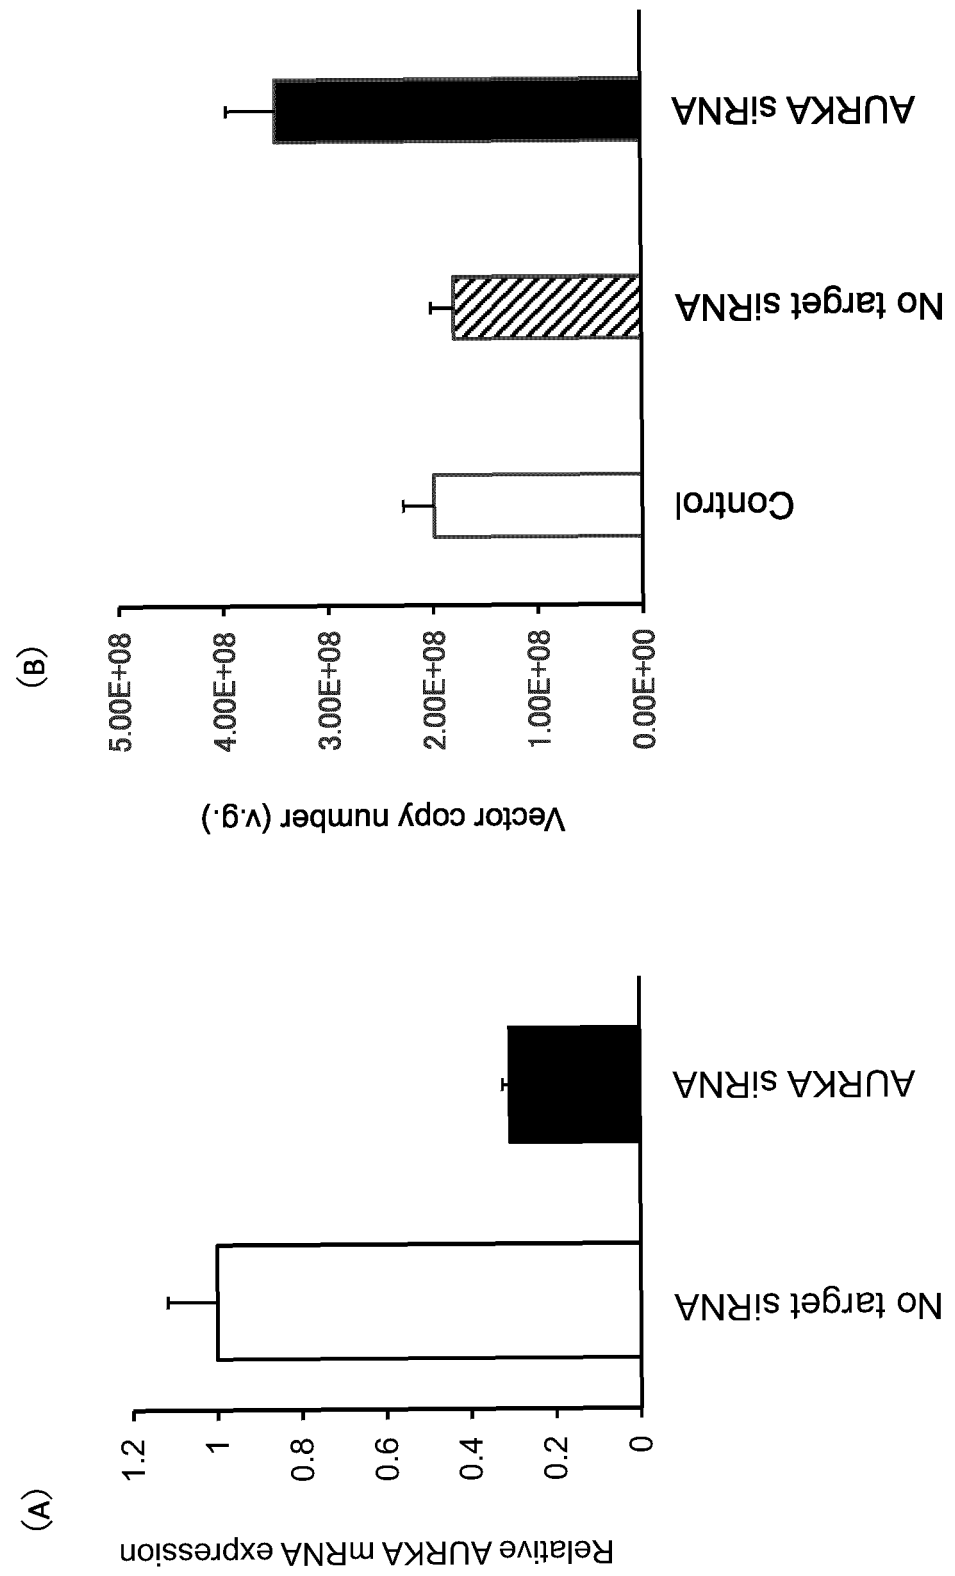 (A)
Relative AURKA mRNA expression
1.2
1
0.8
0.6
0.4
0.2
0
No target siRNA
AURKA siRNA
(B)
Vector copy number (v.g.)
5.00E+08
4.00E+08
3.00E+08
2.00E+08
1.00E+08
0.00E+00
Control
No target siRNA
AURKA siRNA